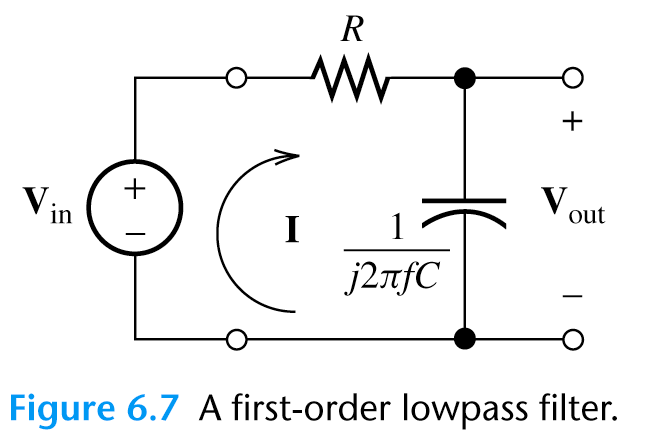 R
+
V_in
+
−
I
1
j2πfC
V_out
−
Figure 6.7 A first-order lowpass filter.